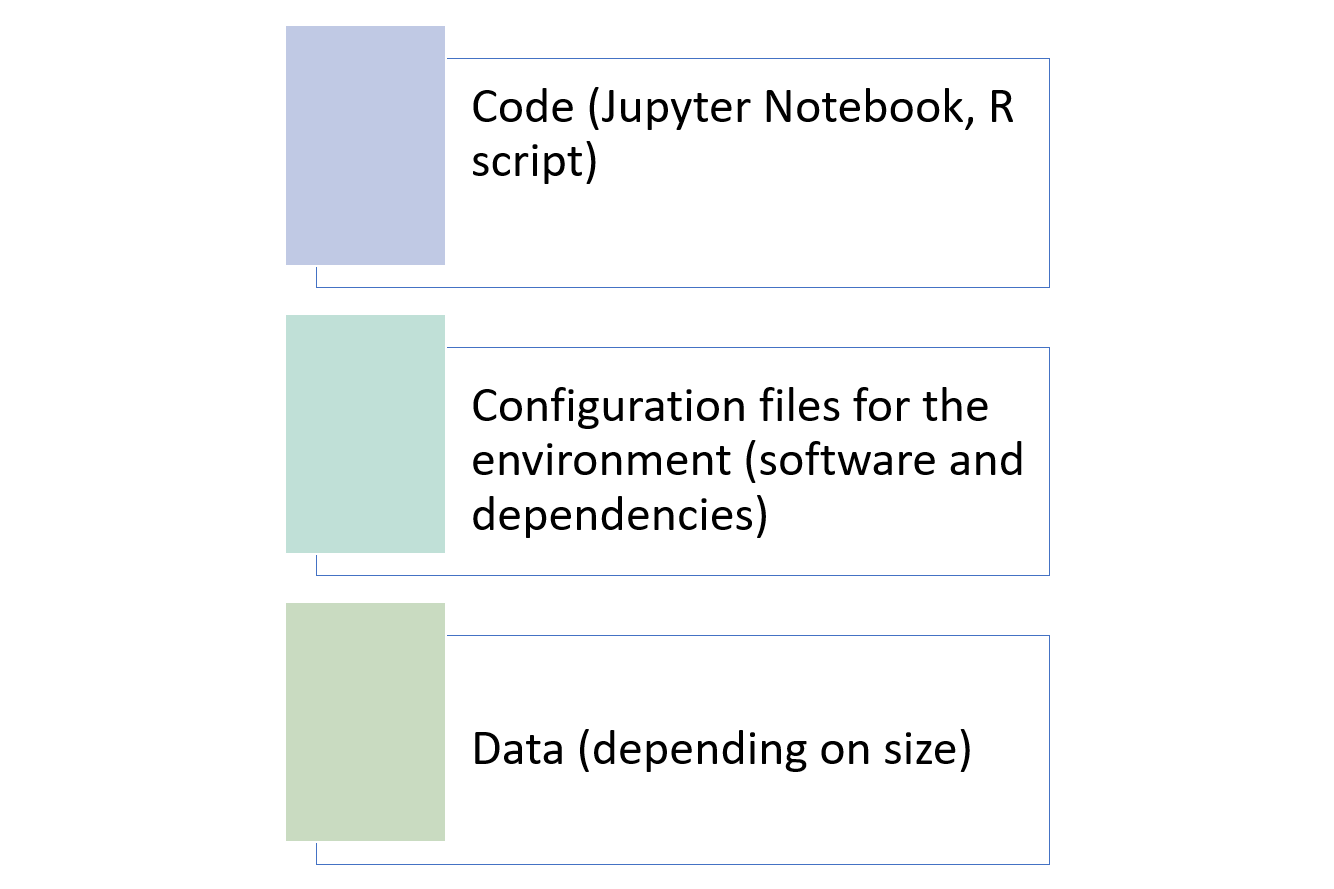 Code (Jupyter Notebook, R
script)
Configuration files for the
environment (software and
dependencies)
Data (depending on size)